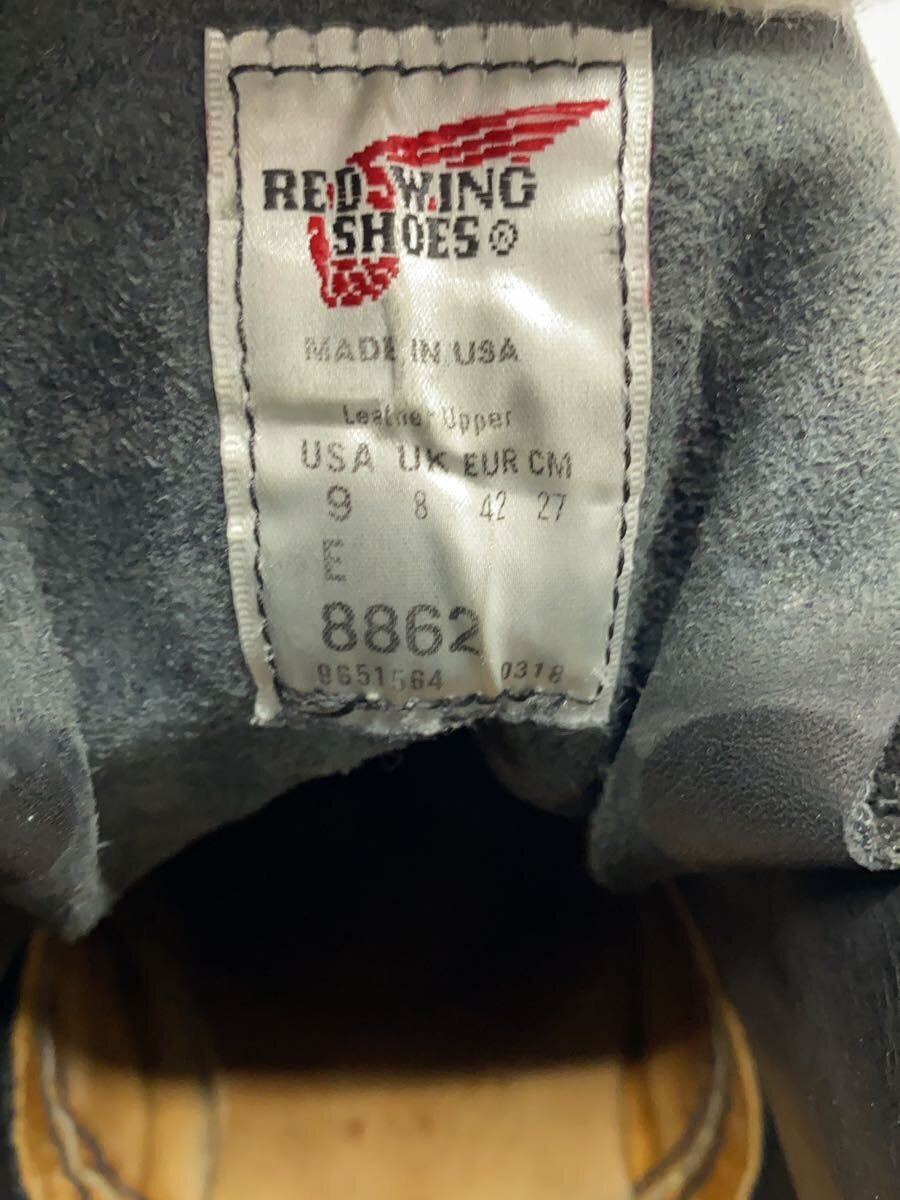 RED WING
SHOES®
MADE IN USA
Leather Upper
USA UK EUR CM
9 8 42 27
E
8862
9651564 0318